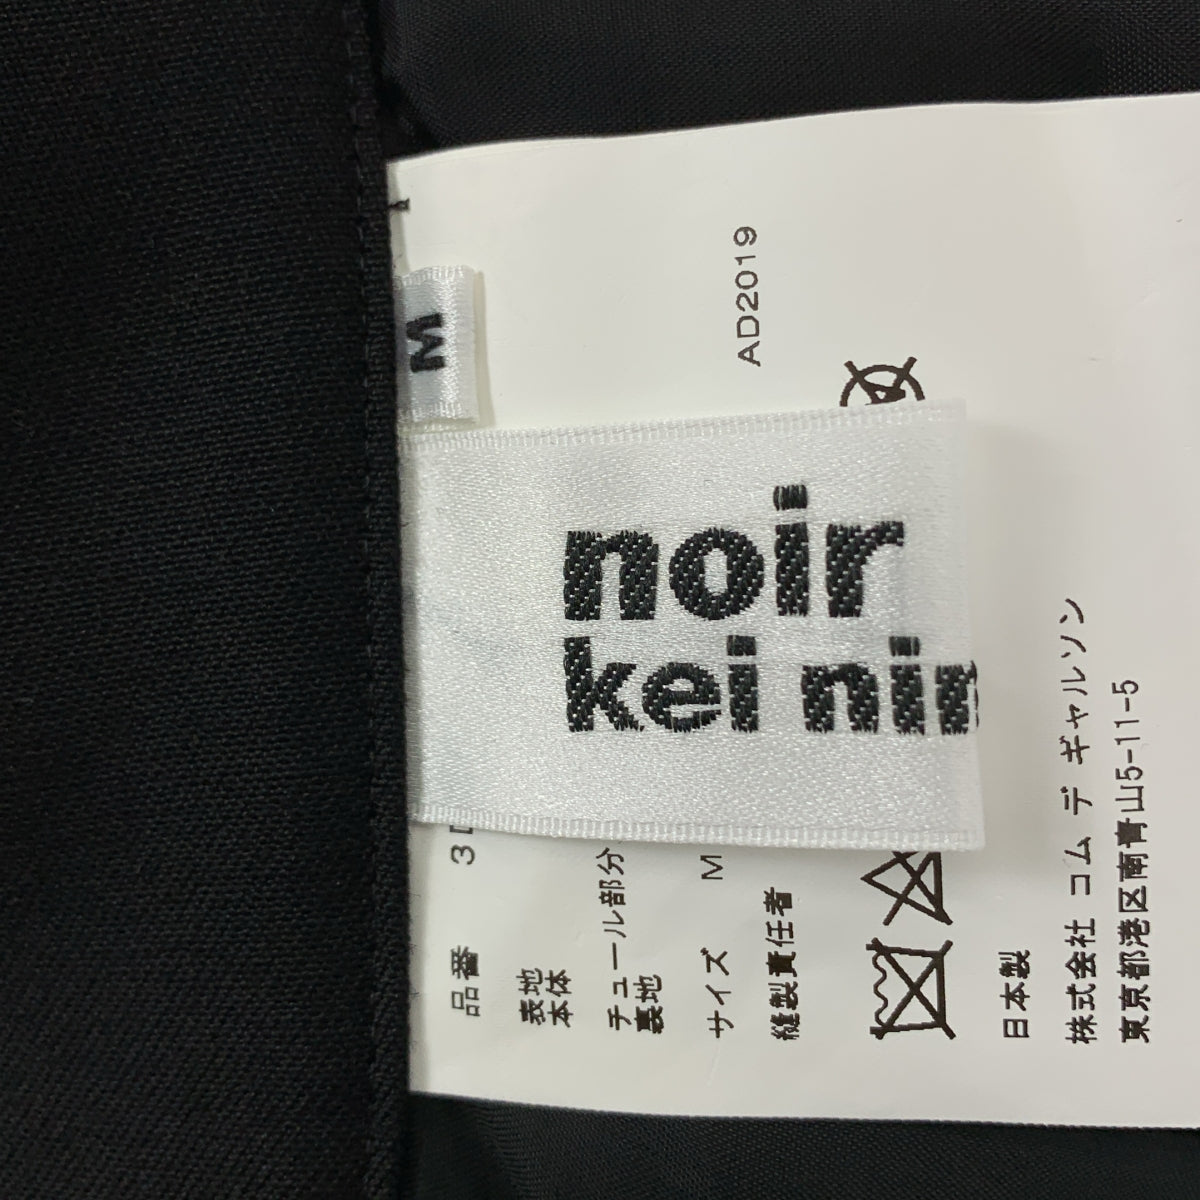 M
noir
kei nin
AD2019
品番 3
表地
本体
チュール部分
裏地
サイズ M
縫製責任者
日本製
株式会社 コム デ ギャルソン
東京都港区南青山5-11-5